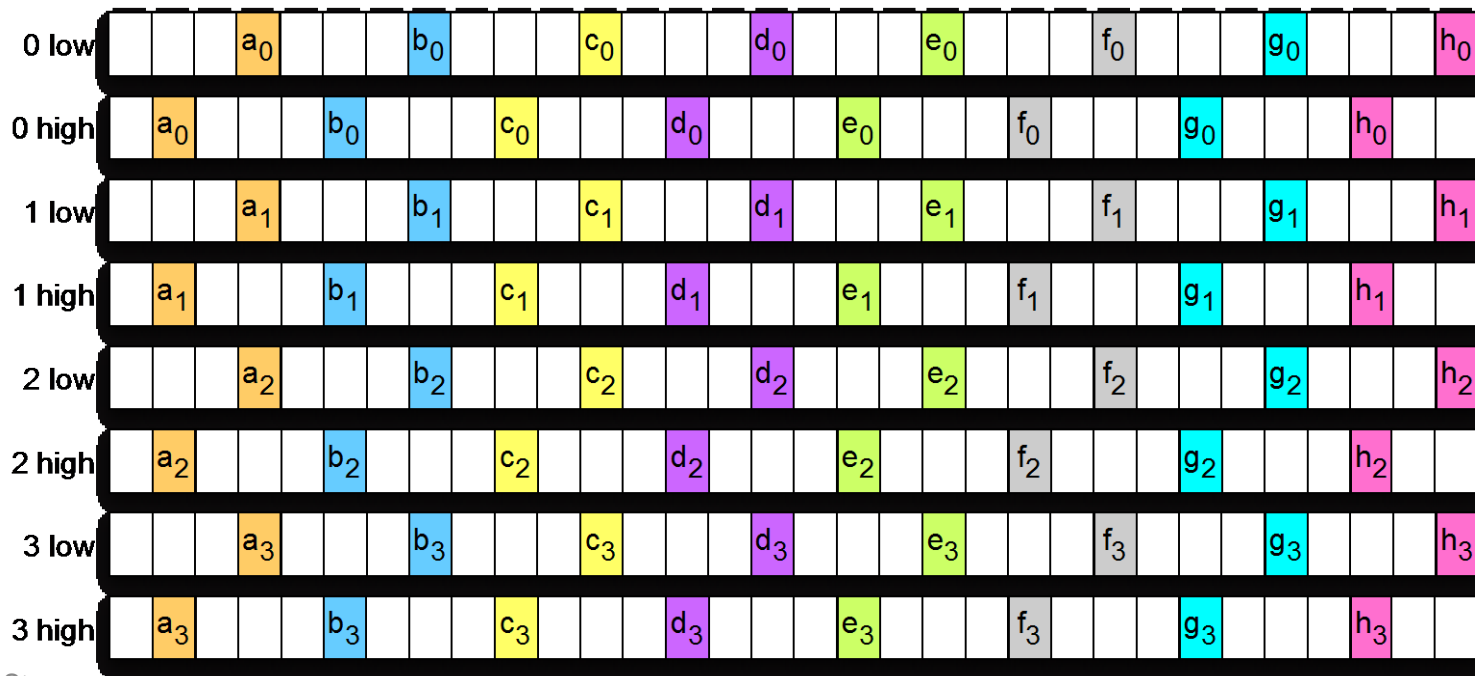 0 low a0 b0 c0 d0 e0 f0 g0 h0
0 high a0 b0 c0 d0 e0 f0 g0 h0
1 low a1 b1 c1 d1 e1 f1 g1 h1
1 high a1 b1 c1 d1 e1 f1 g1 h1
2 low a2 b2 c2 d2 e2 f2 g2 h2
2 high a2 b2 c2 d2 e2 f2 g2 h2
3 low a3 b3 c3 d3 e3 f3 g3 h3
3 high a3 b3 c3 d3 e3 f3 g3 h3